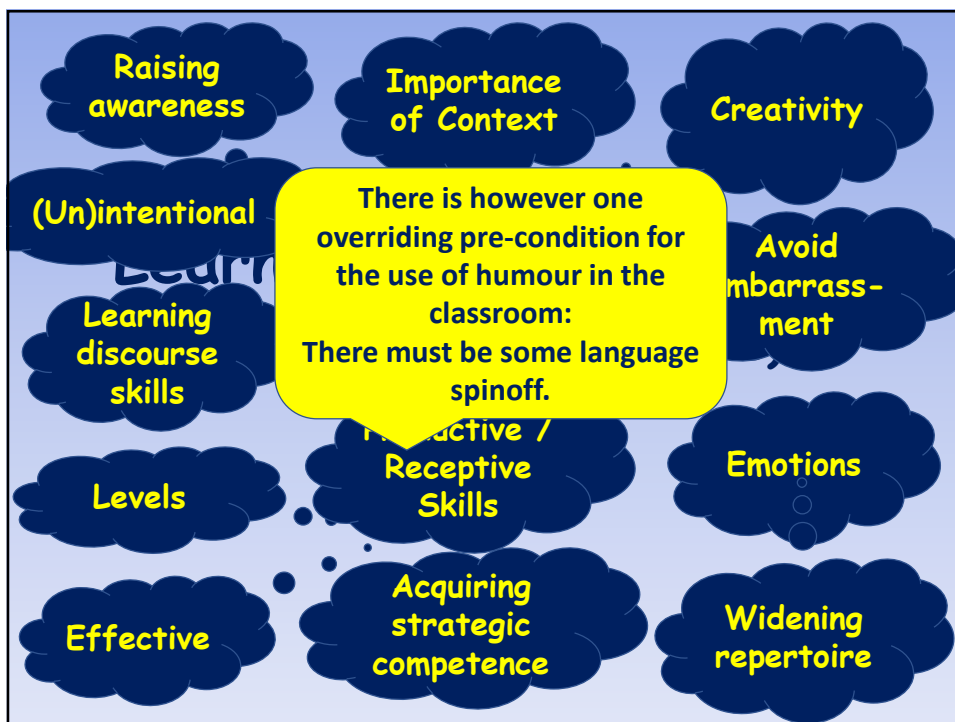 Raising
awareness
Importance
of Context
Creativity
(Un)intentional
There is however one
overriding pre-condition for
the use of humour in the
classroom:
There must be some language
spinoff.
Avoid
ment
Learning
discourse
skills
Levels
Receptive
Skills
Emotions
Effective
Acquiring
strategic
competence
Widening
repertoire